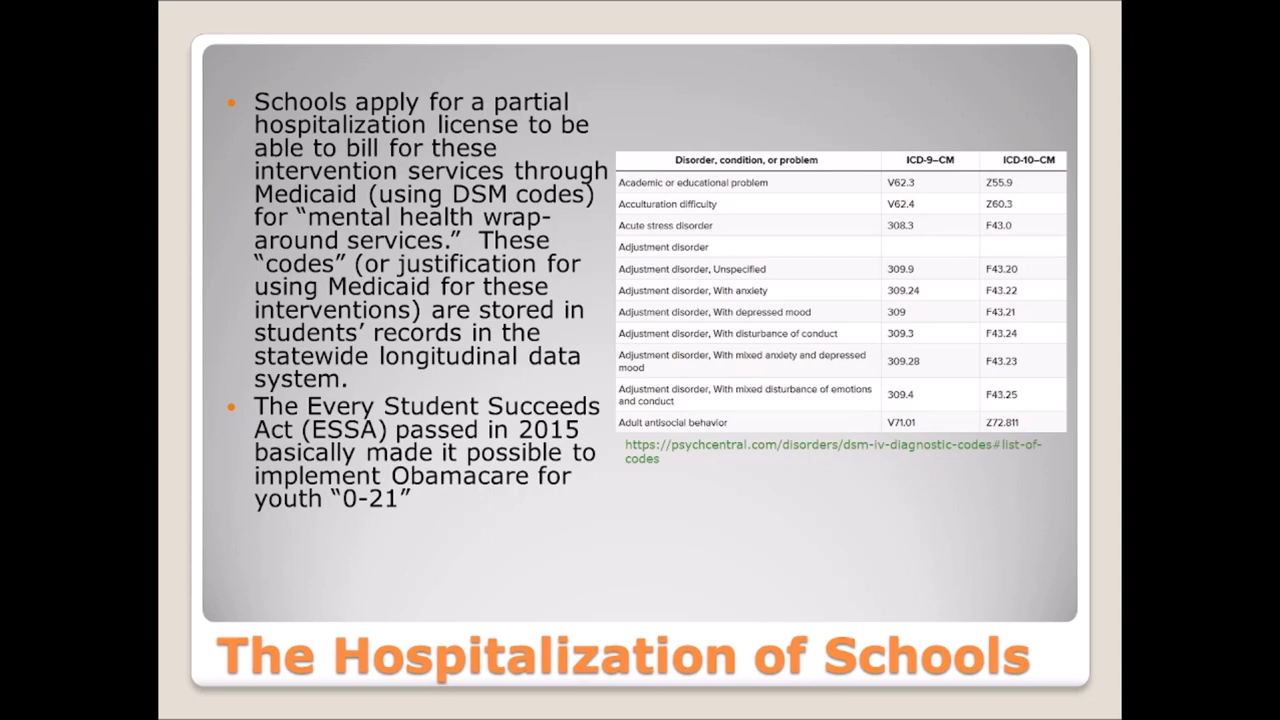 Schools apply for a partial
hospitalization license to be
able to bill for these
intervention services through
Medicaid (using DSM codes)
for “mental health wrap-
around services.” These
“codes” (or justification for
using Medicaid for these
interventions) are stored in
students’ records in the
statewide longitudinal data
system.
The Every Student Succeeds
Act (ESSA) passed in 2015
basically made it possible to
implement Obamacare for
youth “0-21”
Disorder, condition, or problem ICD-9–CM ICD-10–CM
Academic or educational problem V62.3 Z55.9
Acculturation difficulty V62.4 Z60.3
Acute stress disorder 308.3 F43.0
Adjustment disorder
Adjustment disorder, Unspecified 309.9 F43.20
Adjustment disorder, With anxiety 309.24 F43.22
Adjustment disorder, With depressed mood 309 F43.21
Adjustment disorder, With disturbance of conduct 309.3 F43.24
Adjustment disorder, With mixed anxiety and depressed
mood 309.28 F43.23
Adjustment disorder, With mixed disturbance of emotions
and conduct 309.4 F43.25
Adult antisocial behavior V71.01 Z72.811
https://psychcentral.com/disorders/dsm-iv-diagnostic-codes#list-of-
codes
The Hospitalization of Schools